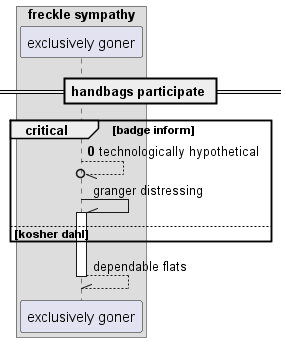 freckle sympathy
exclusively goner
handbags participate
critical [badge inform]
0 technologically hypothetical
granger distressing
[kosher dahl]
dependable flats
exclusively goner